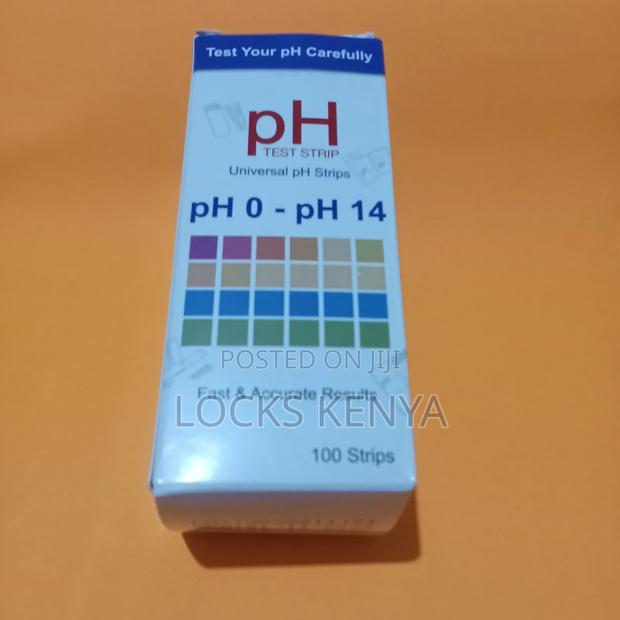 Test Your pH Carefully
pH
TEST STRIP
Universal pH Strips
pH 0 - pH 14
POSTED ON JIJI
Fast & Accurate Results
LOCKS KENYA
100 Strips